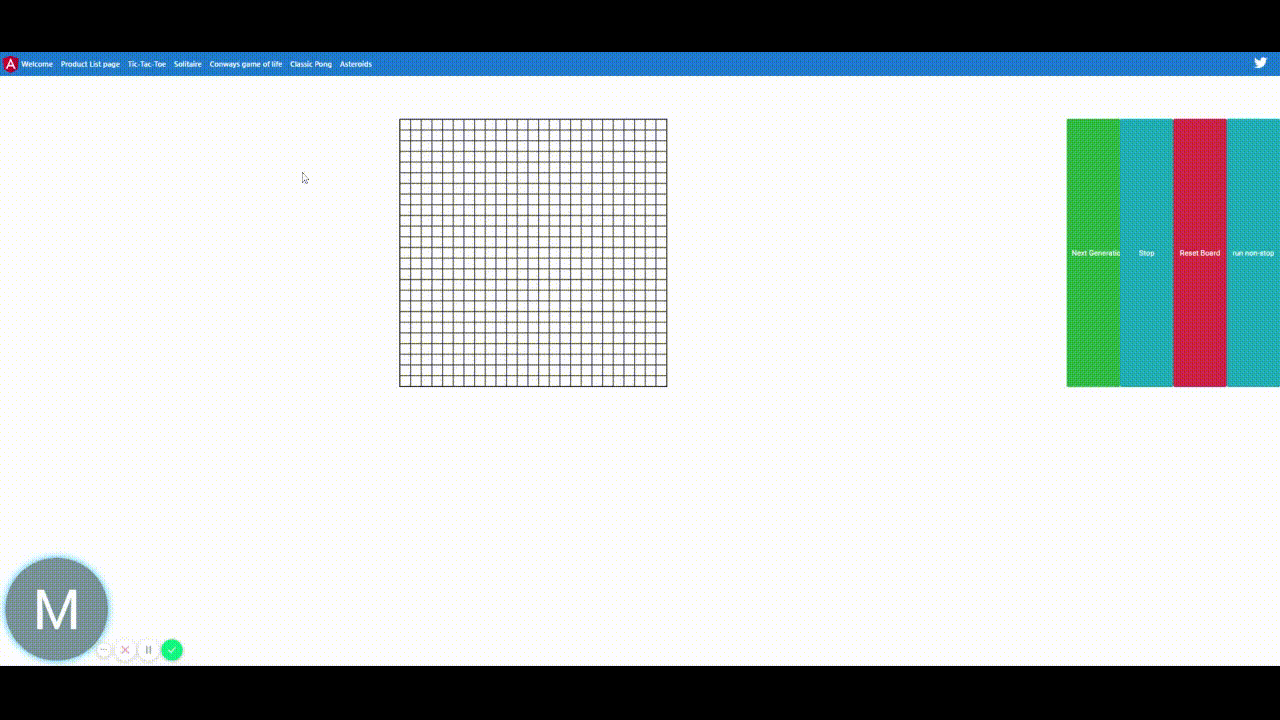 A Welcome Product List page Tic-Tac-Toe Solitaire Conways game of life Classic Pong Asteroids
Next Generatio Stop Reset Board run non-stop
M